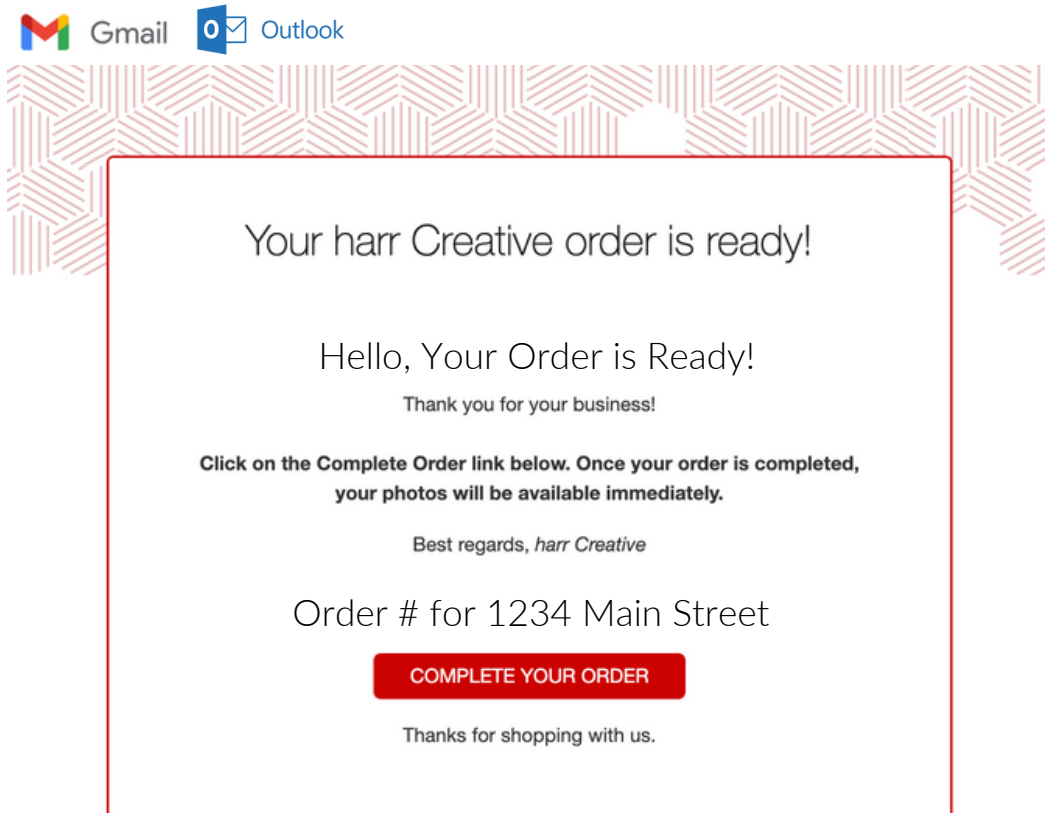 Gmail Outlook
Your harr Creative order is ready!
Hello, Your Order is Ready!
Thank you for your business!
Click on the Complete Order link below. Once your order is completed,
your photos will be available immediately.
Best regards, harr Creative
Order # for 1234 Main Street
COMPLETE YOUR ORDER
Thanks for shopping with us.